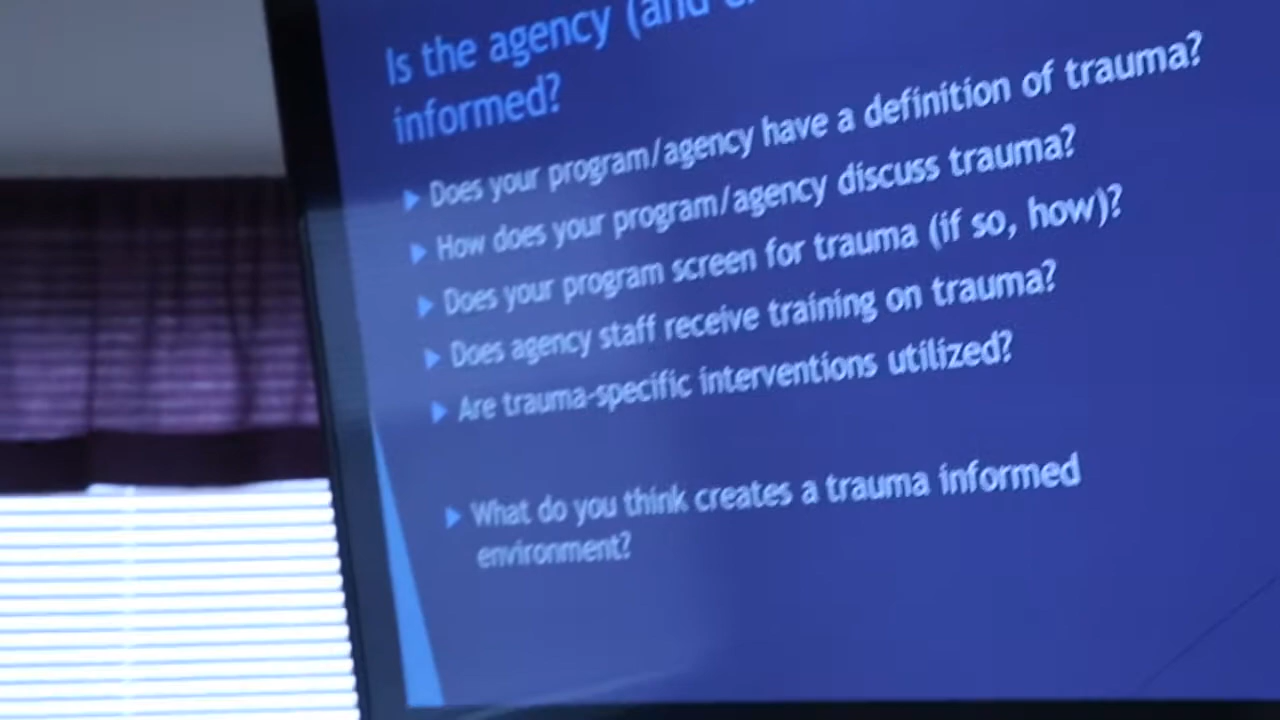 Is the agency (and
informed?
Does your program/agency have a definition of trauma?
How does your program/agency discuss trauma?
Does your program screen for trauma (if so, how)?
Does agency staff receive training on trauma?
Are trauma-specific interventions utilized?
What do you think creates a trauma informed
environment?